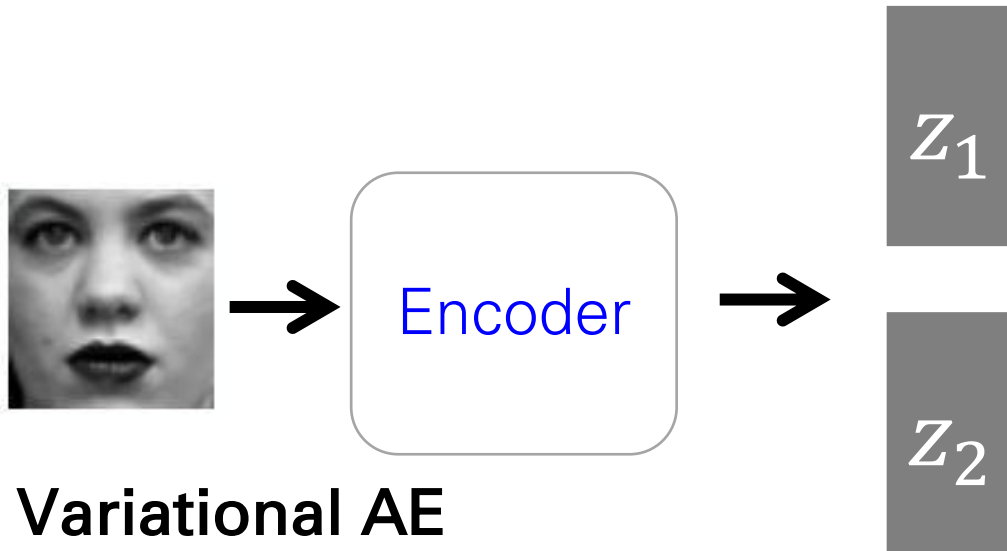 z₁
Encoder
z₂
Variational AE